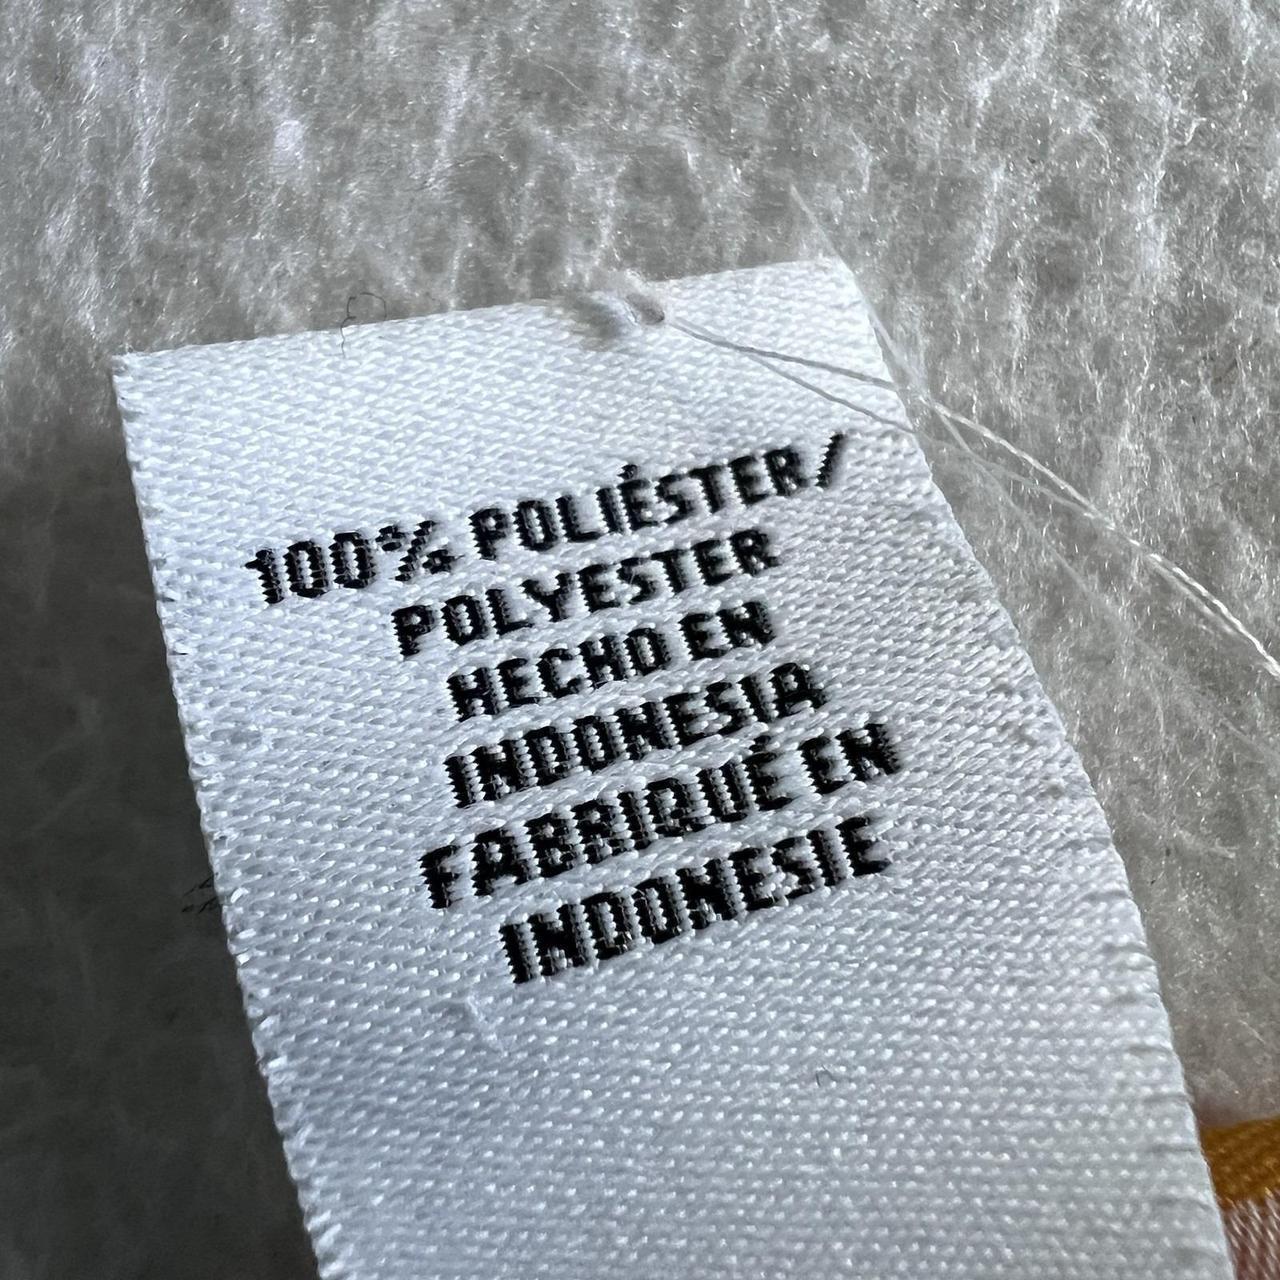 100% POLIÉSTER/
POLYESTER
HECHO EN
INDONESIA
FABRIQUÉ EN
INDONESIE